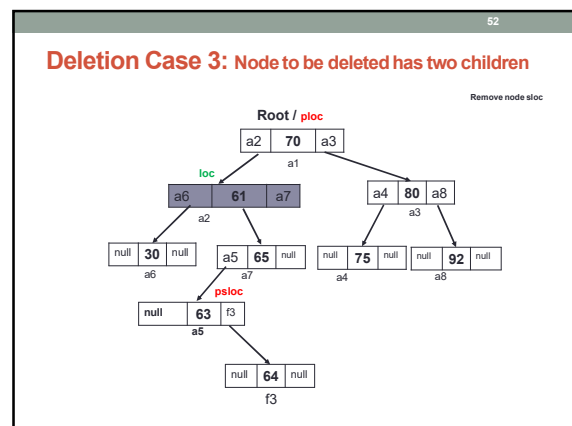 52
Deletion Case 3: Node to be deleted has two children
Remove node sloc
Root / ploc
a2 70 a3
a1
loc
a6 61 a7
a2
a4 80 a8
a3
null 30 null
a6
a5 65 null
a7
null 75 null
a4
null 92 null
a8
psloc
null 63 f3
a5
null 64 null
f3